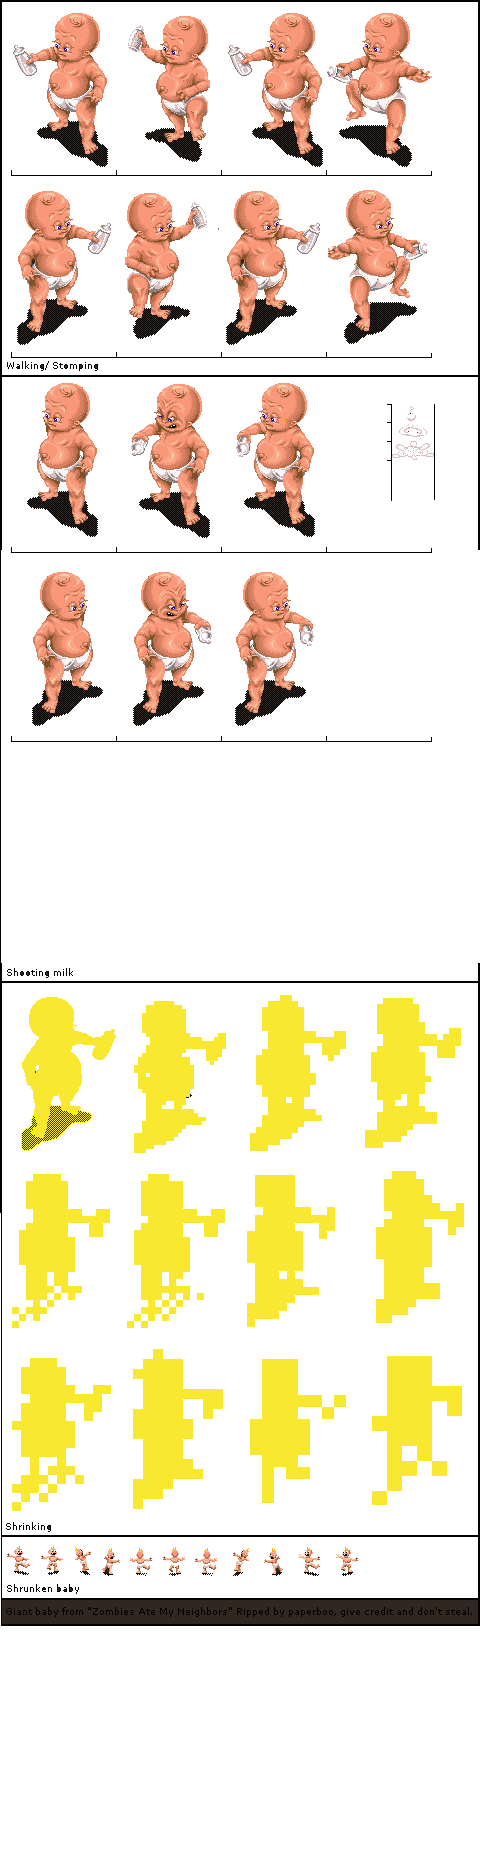 Walking/ Stomping
Shooting milk
Shrinking
Shrunken baby
Giant baby from "Zombies Ate My Neighbors" Ripped by paperboo, give credit and don't steal.